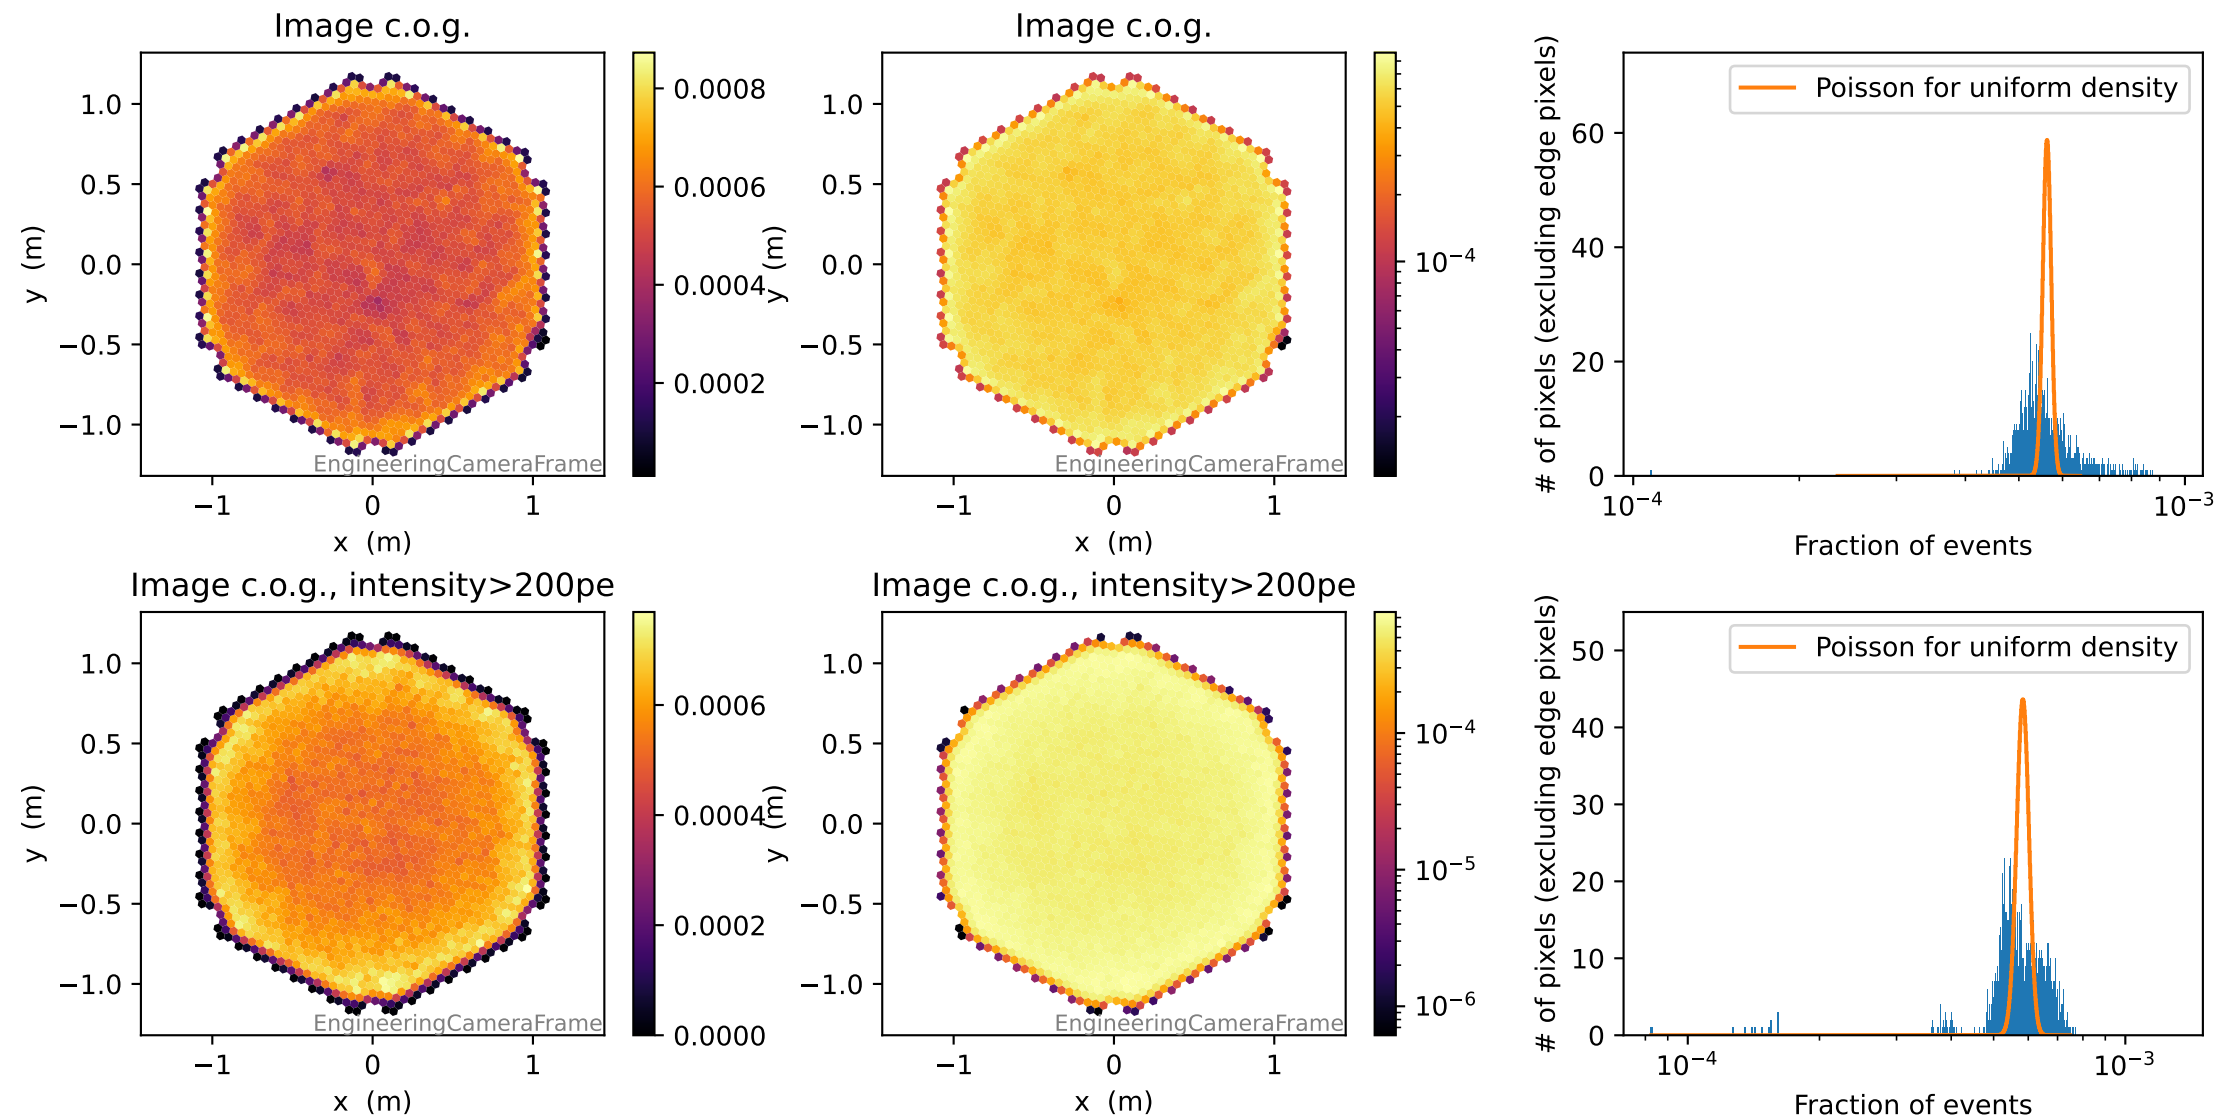 Image c.o.g.
1.0
0.5
0.0
−0.5
−1.0
y (m)
−1 0 1
x (m)
EngineeringCameraFrame
0.0008
0.0006
0.0004
0.0002
Image c.o.g.
1.0
0.5
0.0
−0.5
−1.0
y (m)
−1 0 1
x (m)
EngineeringCameraFrame
10⁻⁴
Poisson for uniform density
60
40
20
0
# of pixels (excluding edge pixels)
10⁻⁴ 10⁻³
Fraction of events
Image c.o.g., intensity>200pe
1.0
0.5
0.0
−0.5
−1.0
y (m)
−1 0 1
x (m)
EngineeringCameraFrame
0.0006
0.0004
0.0002
0.0000
Image c.o.g., intensity>200pe
1.0
0.5
0.0
−0.5
−1.0
y (m)
−1 0 1
x (m)
EngineeringCameraFrame
10⁻⁴
10⁻⁵
10⁻⁶
Poisson for uniform density
50
40
30
20
10
0
# of pixels (excluding edge pixels)
10⁻⁴ 10⁻³
Fraction of events